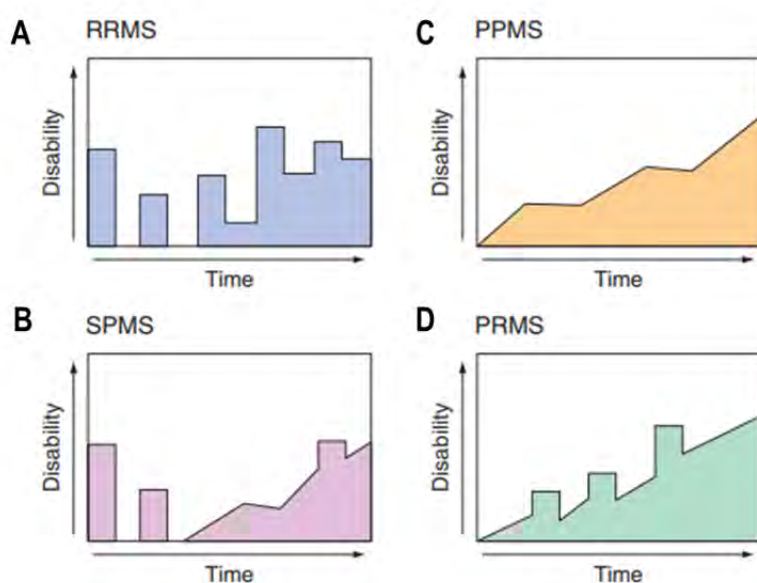 A RRMS
Disability
Time
B SPMS
Disability
Time
C PPMS
Disability
Time
D PRMS
Disability
Time